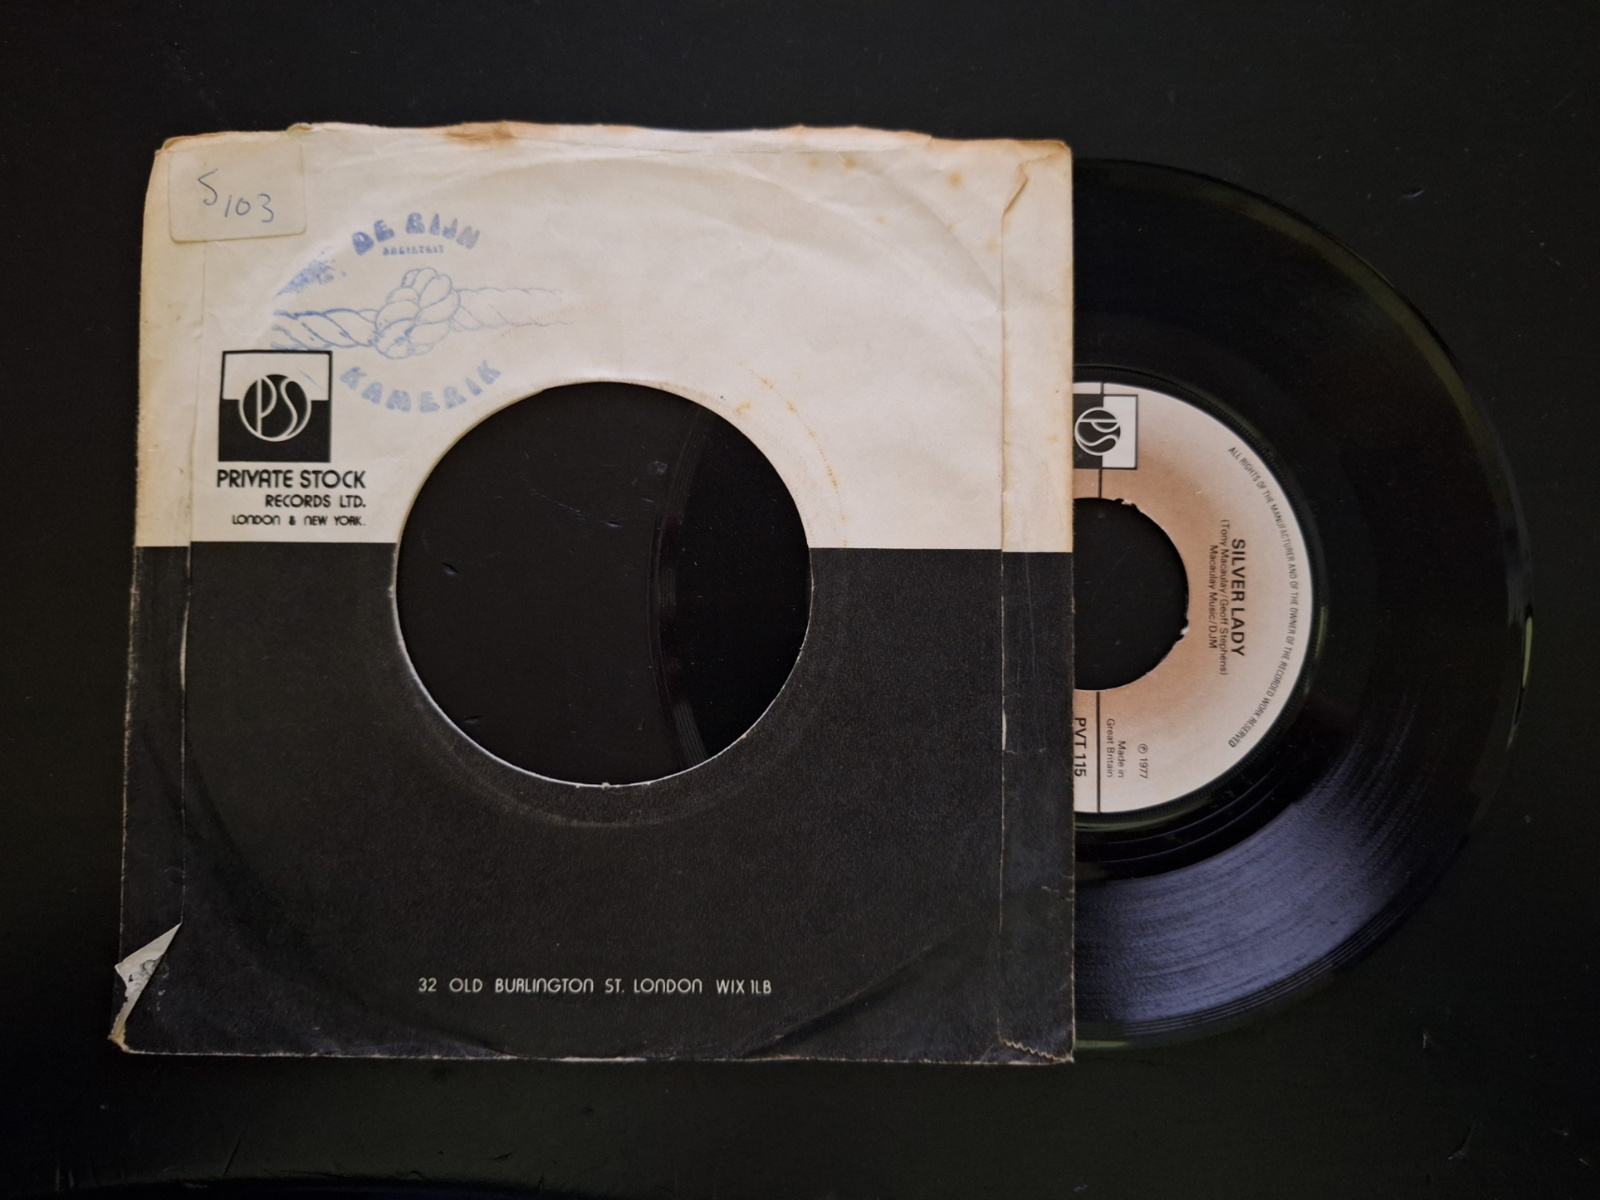 S103
DE RIJN
KAMERIK
PS
PRIVATE STOCK
RECORDS LTD.
LONDON & NEW YORK.
32 OLD BURLINGTON ST. LONDON W1X 1LB
PS
ALL RIGHTS OF THE MANUFACTURER AND OF THE OWNER OF THE RECORDED WORK RESERVED
SILVER LADY
(Tony Macaulay/Geoff Stephens)
Macaulay Music/DJM
℗ 1977
Made in
Great Britain
PVT 115